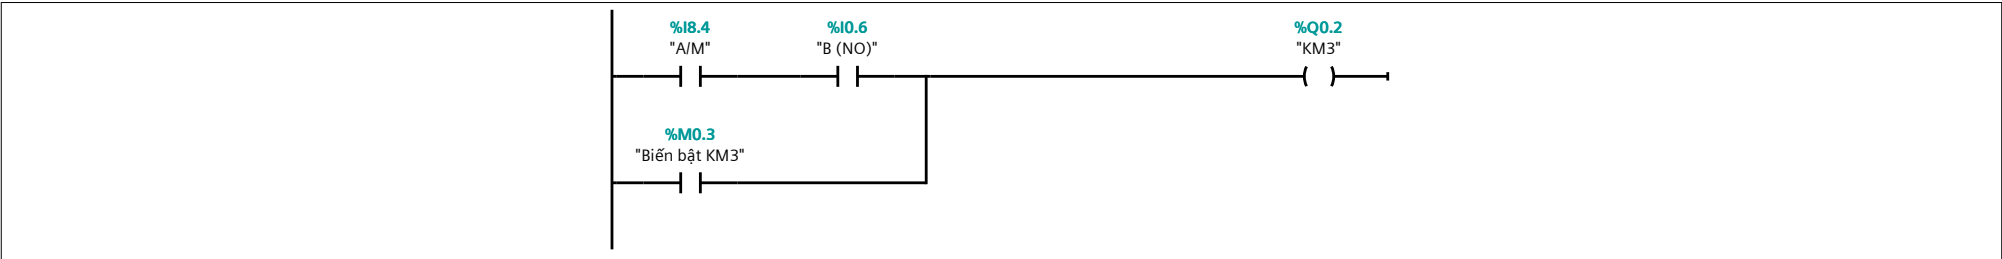 %I8.4
"A/M"
%I0.6
"B (NO)"
%Q0.2
"KM3"
%M0.3
"Biến bật KM3"